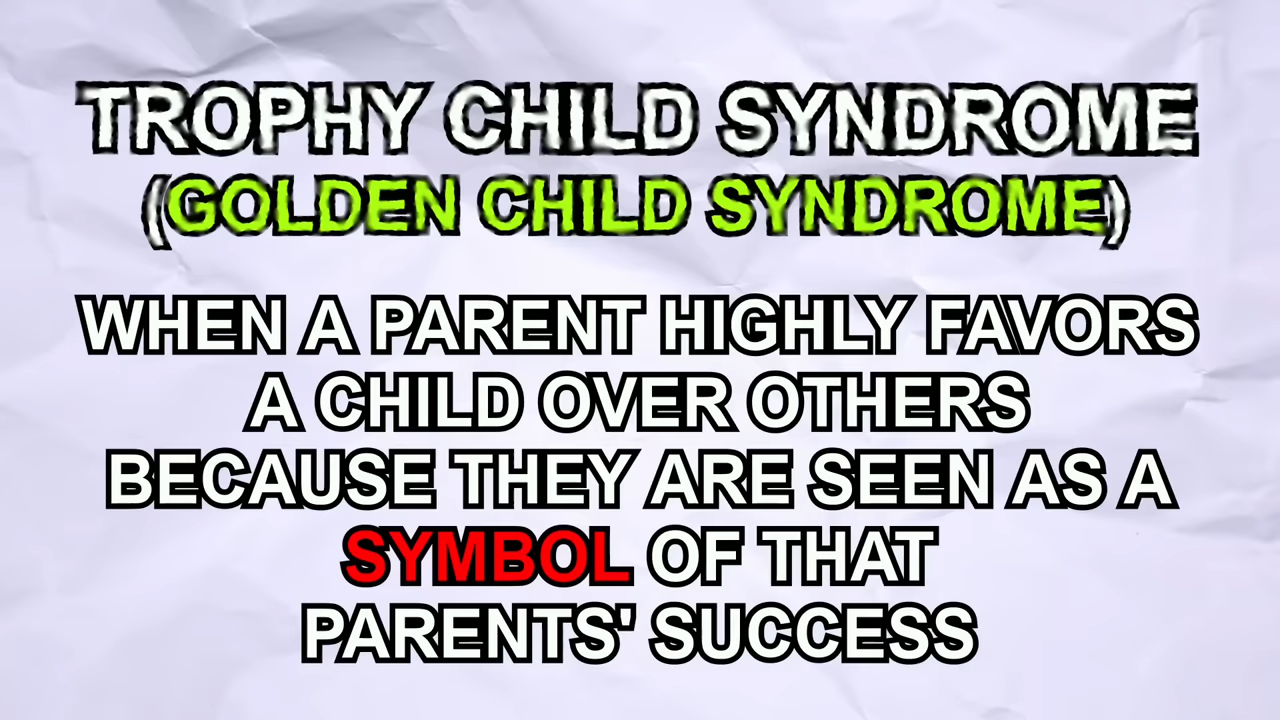 TROPHY CHILD SYNDROME
(GOLDEN CHILD SYNDROME)
WHEN A PARENT HIGHLY FAVORS
A CHILD OVER OTHERS
BECAUSE THEY ARE SEEN AS A
SYMBOL OF THAT
PARENTS' SUCCESS